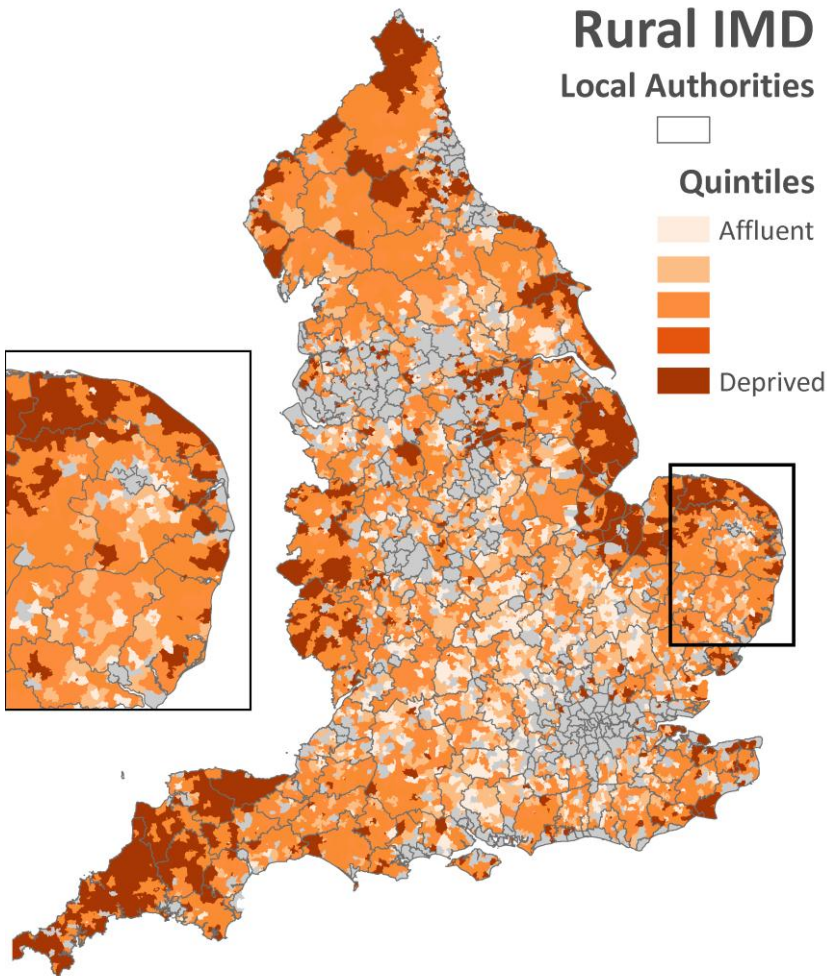 Rural IMD
Local Authorities
Quintiles
Affluent
Deprived